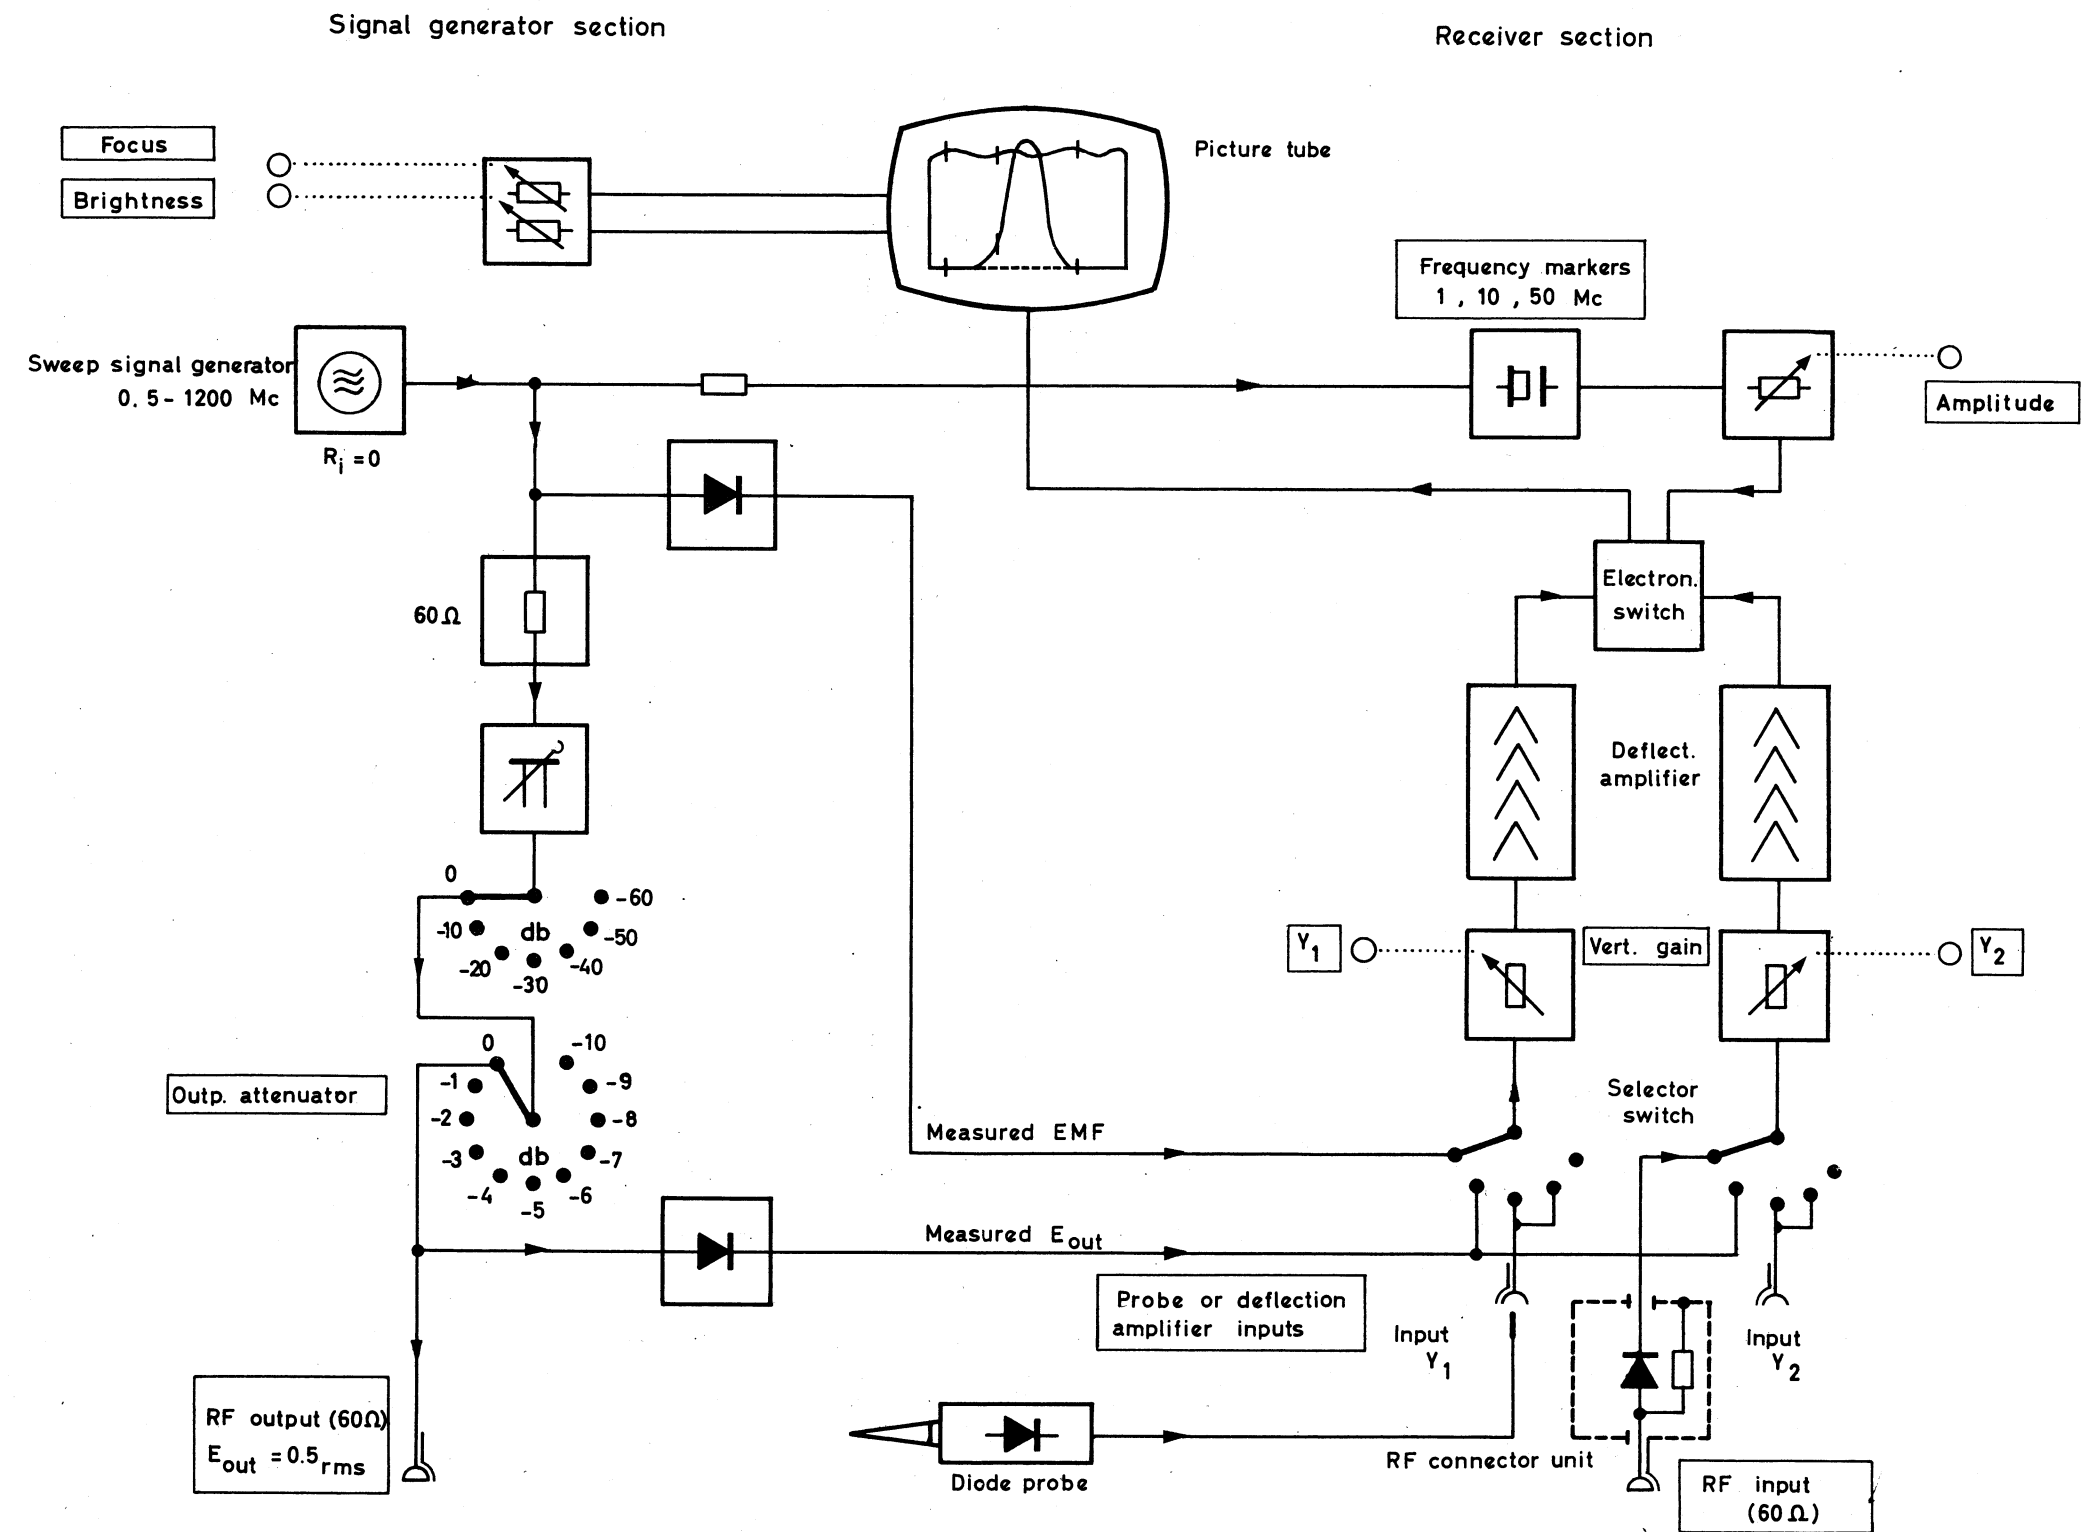 Signal generator section
Receiver section
Focus
Brightness
Picture tube
Frequency markers
1 , 10 , 50 Mc
Sweep signal generator
0.5 - 1200 Mc
Ri = 0
Amplitude
60Ω
Electron.
switch
Deflect.
amplifier
0
-10
-20
-30
-40
-50
-60
db
Y1
Vert. gain
Y2
Outp. attenuator
0
-1
-2
-3
-4
-5
-6
-7
-8
-9
-10
db
Selector
switch
Measured EMF
Measured Eout
Probe or deflection
amplifier inputs
Input
Y1
Input
Y2
RF output (60Ω)
Eout = 0.5 rms
Diode probe
RF connector unit
RF input
(60Ω)